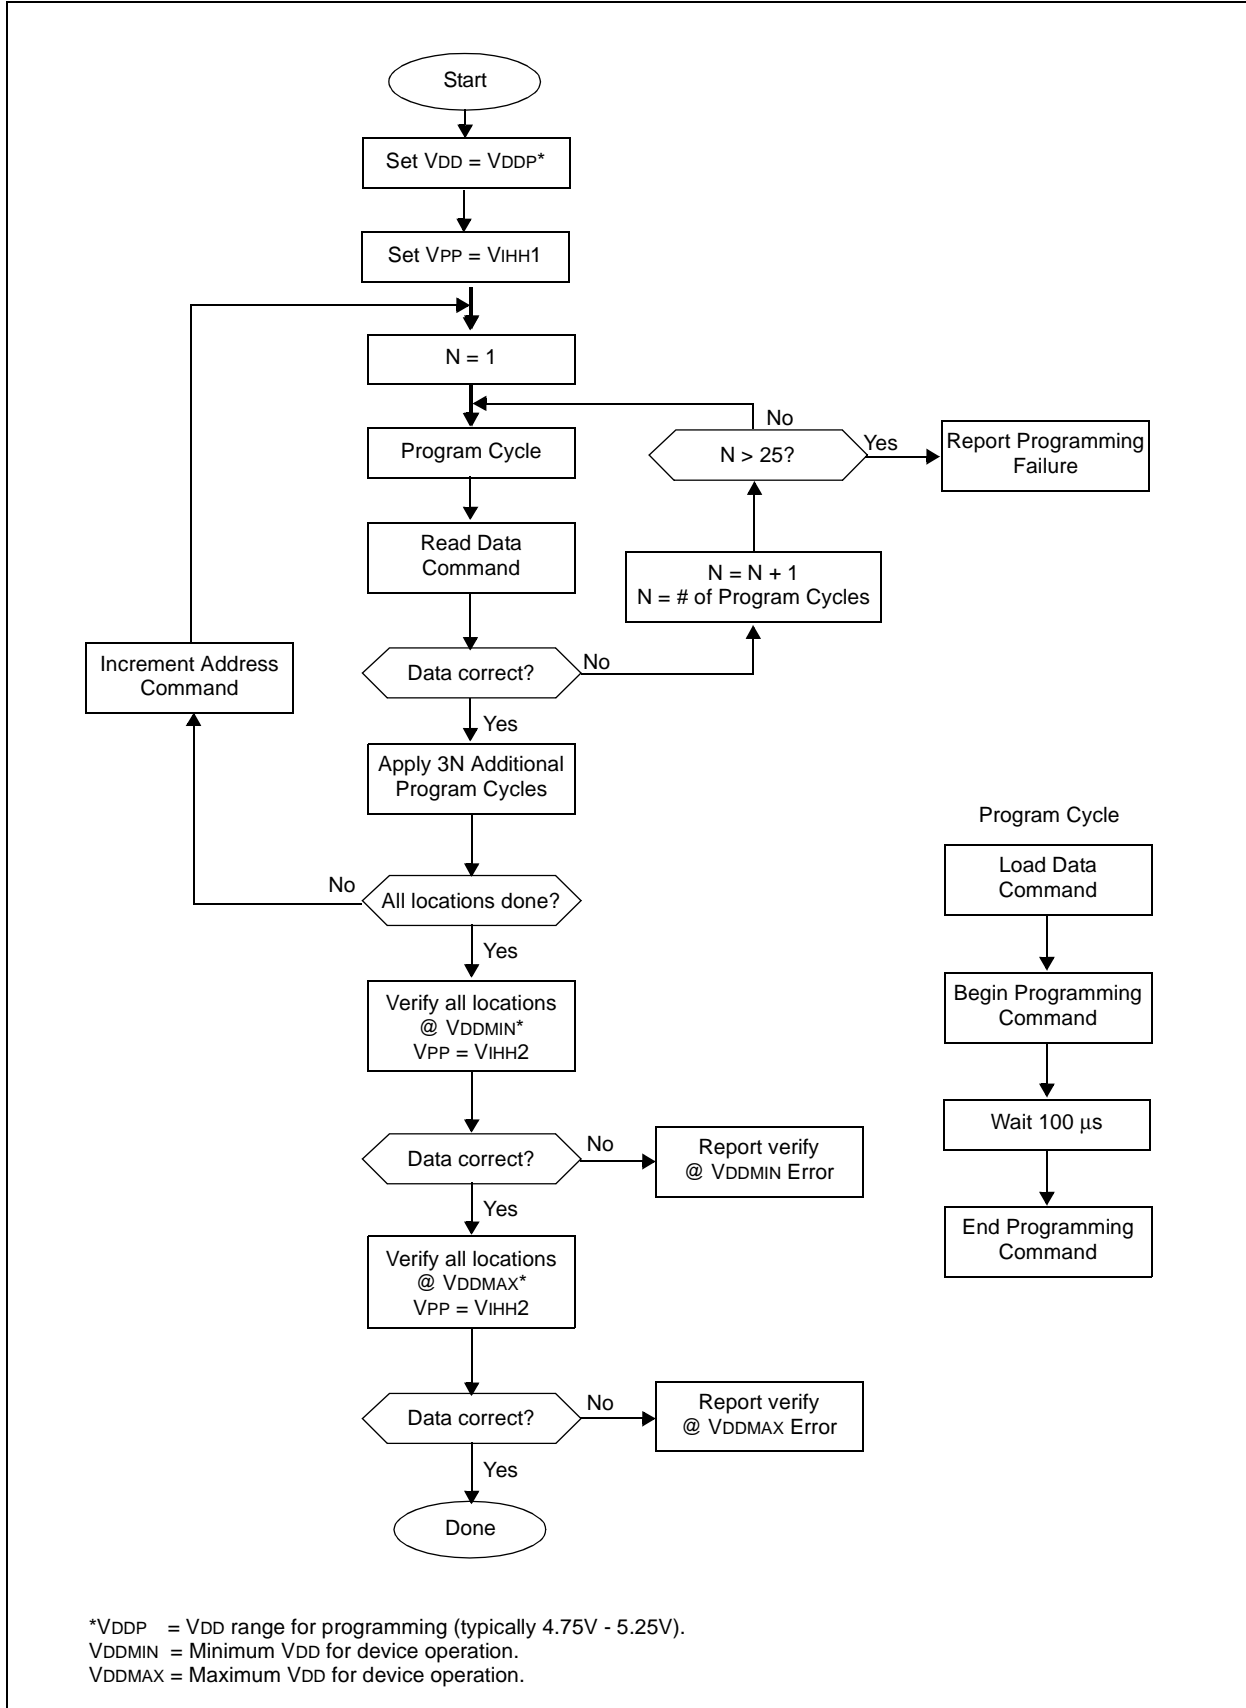 Start
Set VDD = VDDP*
Set VPP = VIHH1
N = 1
Program Cycle
Read Data
Command
Data correct?
No
N = N + 1
N = # of Program Cycles
N > 25?
No
Yes
Report Programming
Failure
Yes
Apply 3N Additional
Program Cycles
All locations done?
No
Increment Address
Command
Yes
Verify all locations
@ VDDMIN*
VPP = VIHH2
Data correct?
No
Report verify
@ VDDMIN Error
Yes
Verify all locations
@ VDDMAX*
VPP = VIHH2
Data correct?
No
Report verify
@ VDDMAX Error
Yes
Done
Program Cycle
Load Data
Command
Begin Programming
Command
Wait 100 µs
End Programming
Command
*VDDP = VDD range for programming (typically 4.75V - 5.25V).
VDDMIN = Minimum VDD for device operation.
VDDMAX = Maximum VDD for device operation.